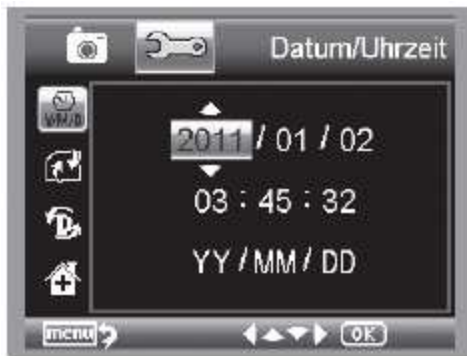 Datum/Uhrzeit
2011 / 01 / 02
03 : 45 : 32
YY / MM / DD
menu OK